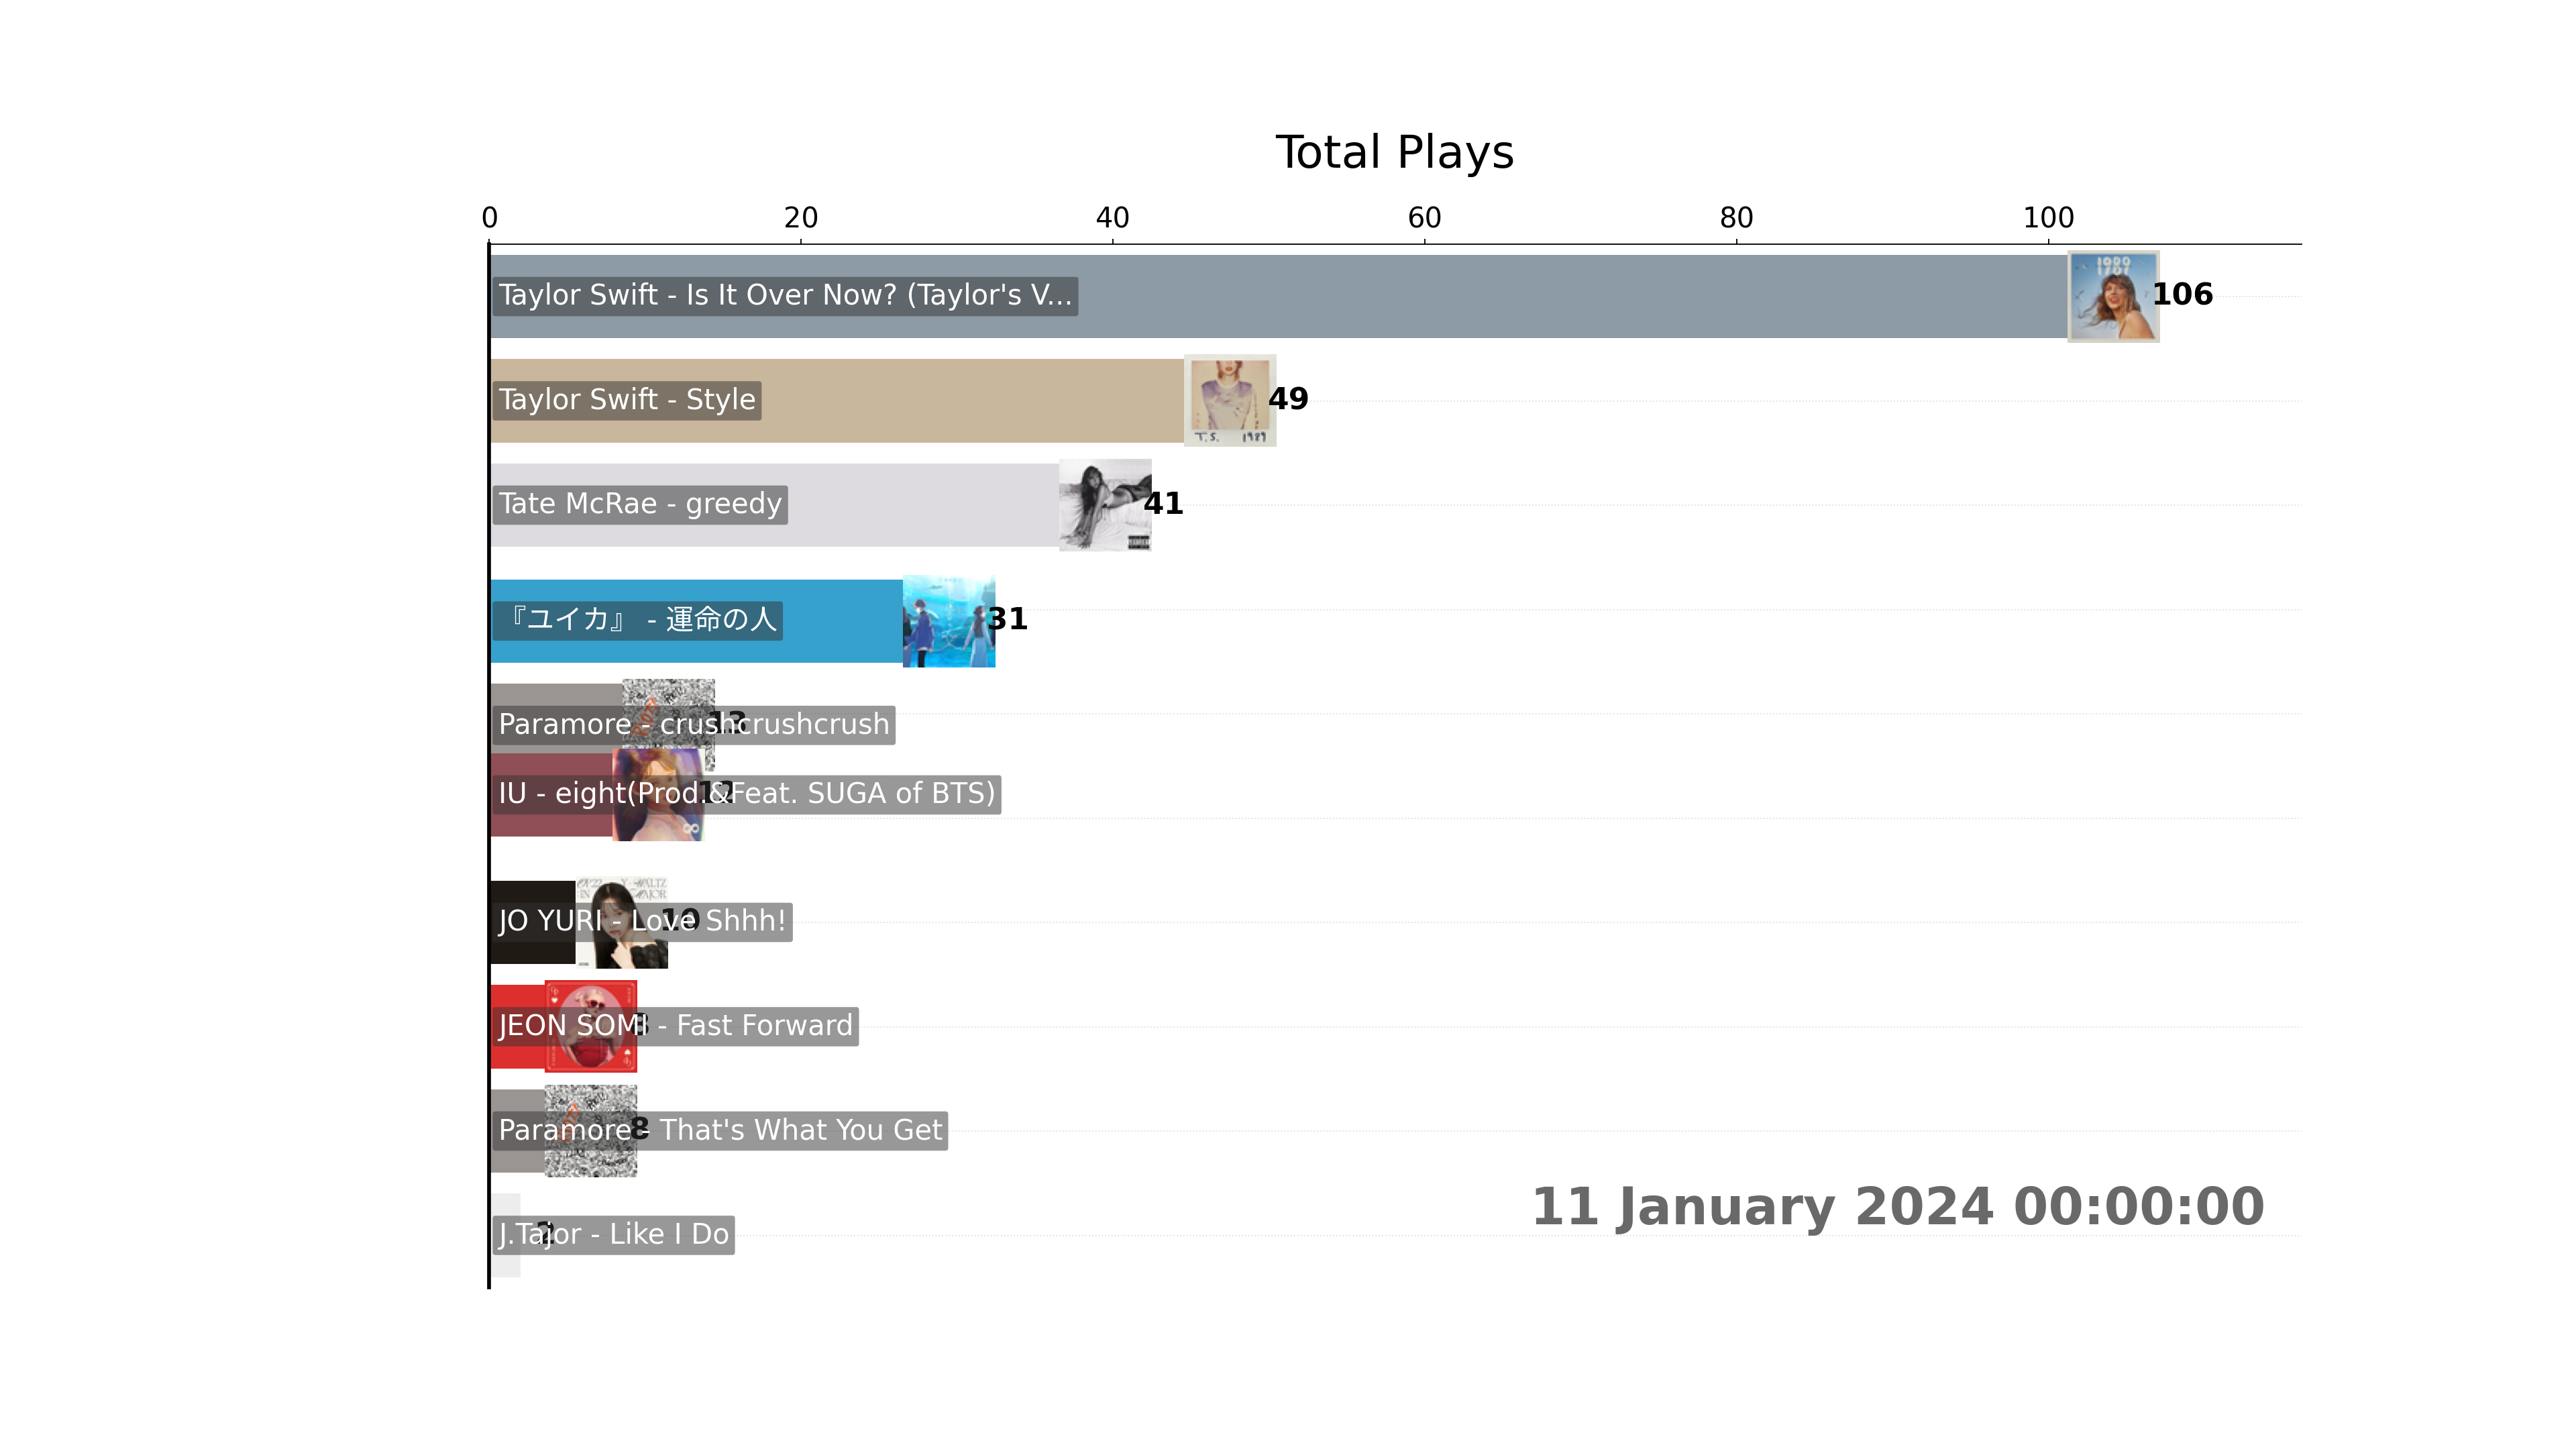 Total Plays
0 20 40 60 80 100
Taylor Swift - Is It Over Now? (Taylor's V... 106
Taylor Swift - Style 49
T.S. 1989
Tate McRae - greedy 41
『ユイカ』 - 運命の人 31
Paramore - crushcrushcrush 13
IU - eight(Prod.&Feat. SUGA of BTS) 12
JO YURI - Love Shhh! 10
JEON SOMI - Fast Forward
Paramore - That's What You Get 8
J.Tajor - Like I Do 2
11 January 2024 00:00:00